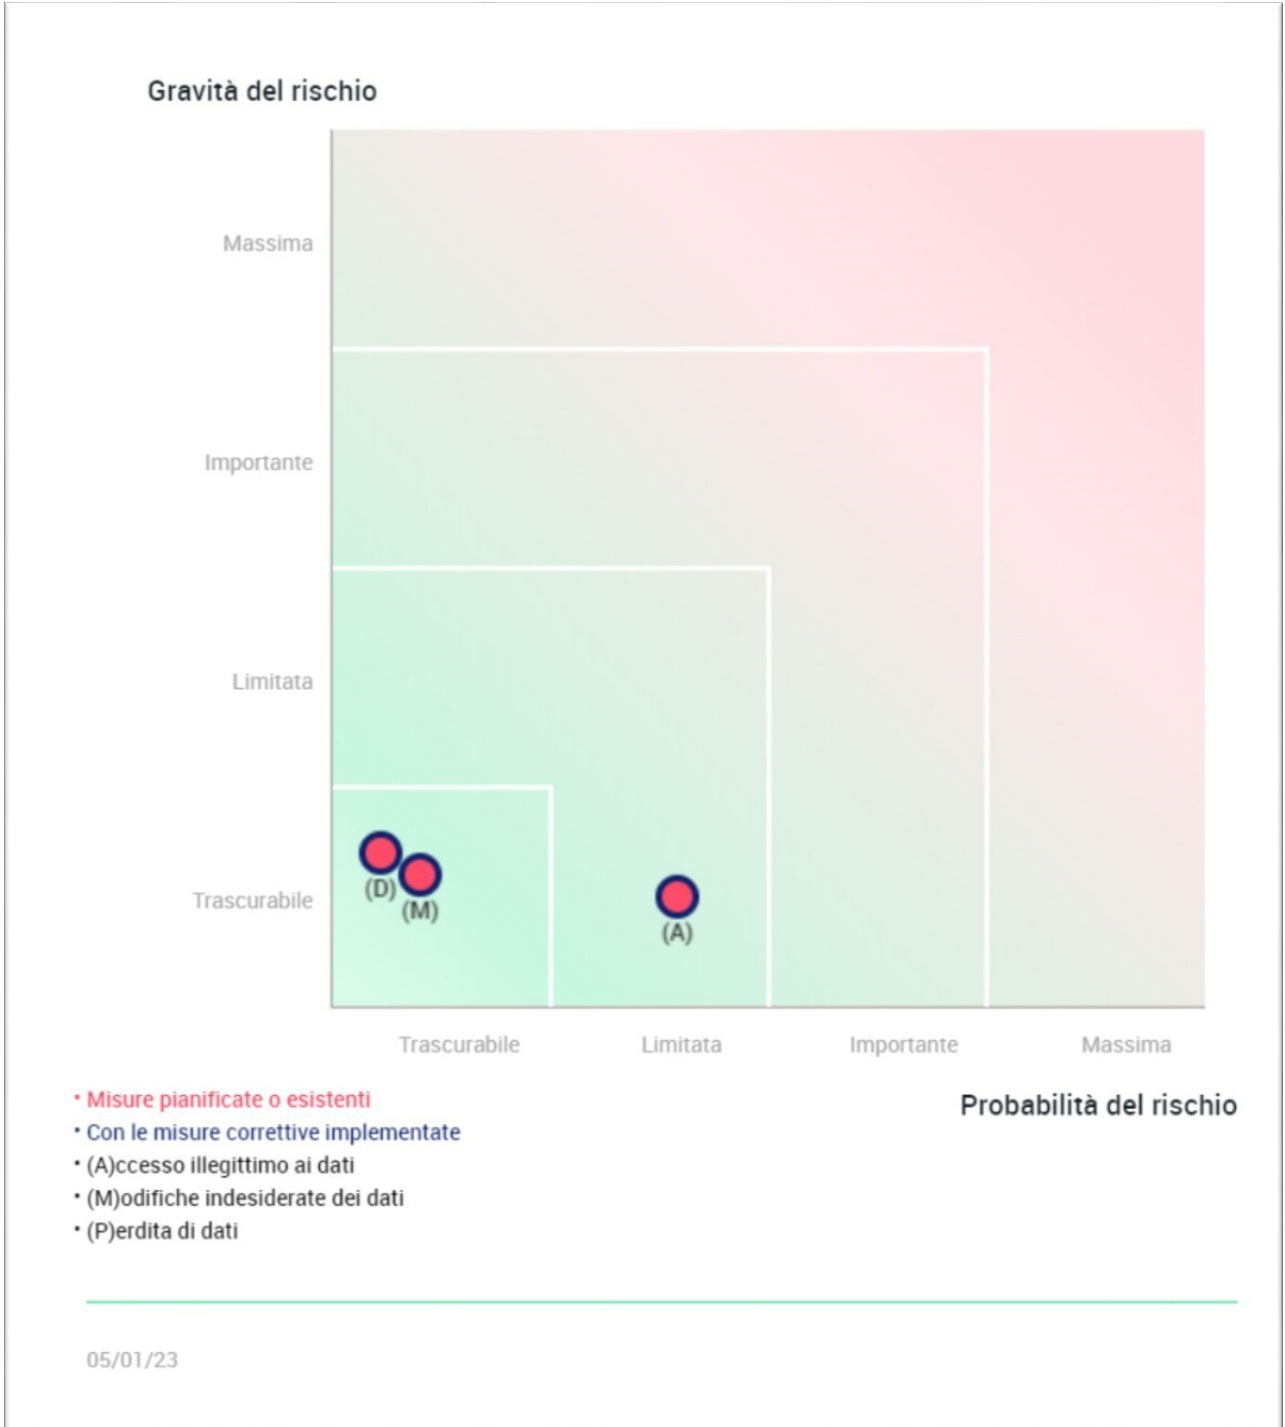 Gravità del rischio
Massima
Importante
Limitata
Trascurabile
(D)
(M)
(A)
Trascurabile Limitata Importante Massima
Probabilità del rischio
• Misure pianificate o esistenti
• Con le misure correttive implementate
• (A)ccesso illegittimo ai dati
• (M)odifiche indesiderate dei dati
• (P)erdita di dati
05/01/23